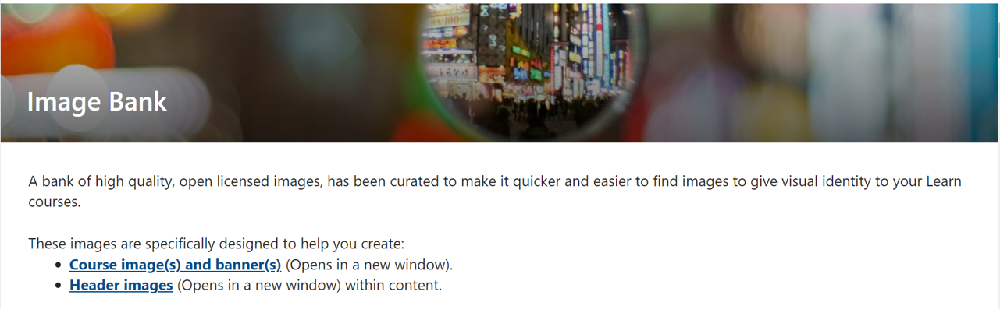 Image Bank
A bank of high quality, open licensed images, has been curated to make it quicker and easier to find images to give visual identity to your Learn
courses.
These images are specifically designed to help you create:
• Course image(s) and banner(s) (Opens in a new window).
• Header images (Opens in a new window) within content.